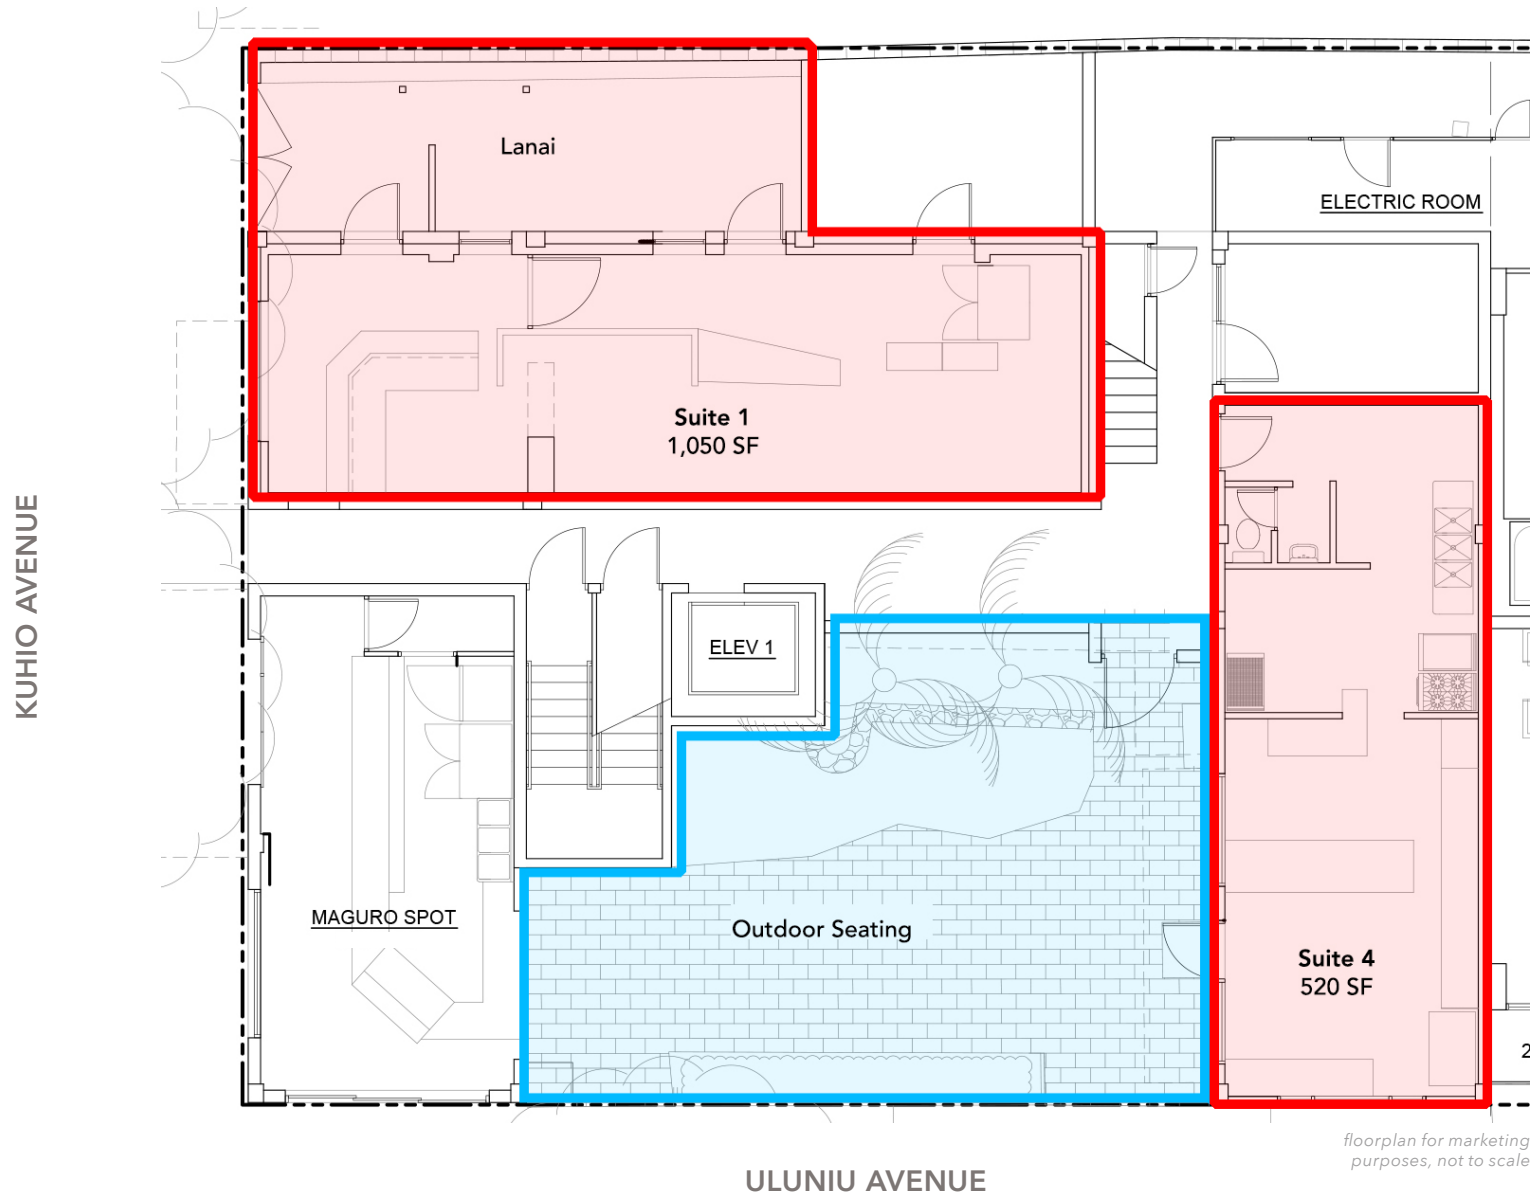 Lanai
ELECTRIC ROOM
Suite 1
1,050 SF
KUHIO AVENUE
ELEV 1
MAGURO SPOT
Outdoor Seating
Suite 4
520 SF
2
floorplan for marketing
purposes, not to scale
ULUNIU AVENUE